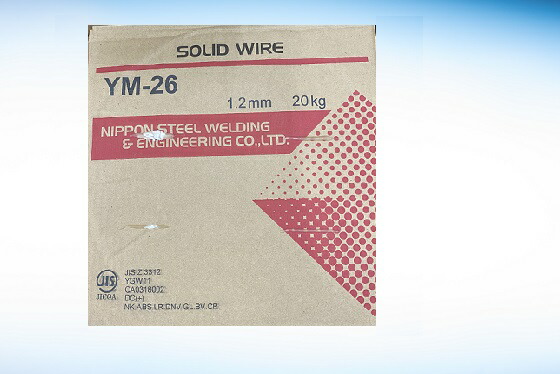 SOLID WIRE
YM-26
1.2mm 20kg
NIPPON STEEL WELDING
& ENGINEERING CO.,LTD.
JIS Z 3312
YGW11
DC(+)
JIS